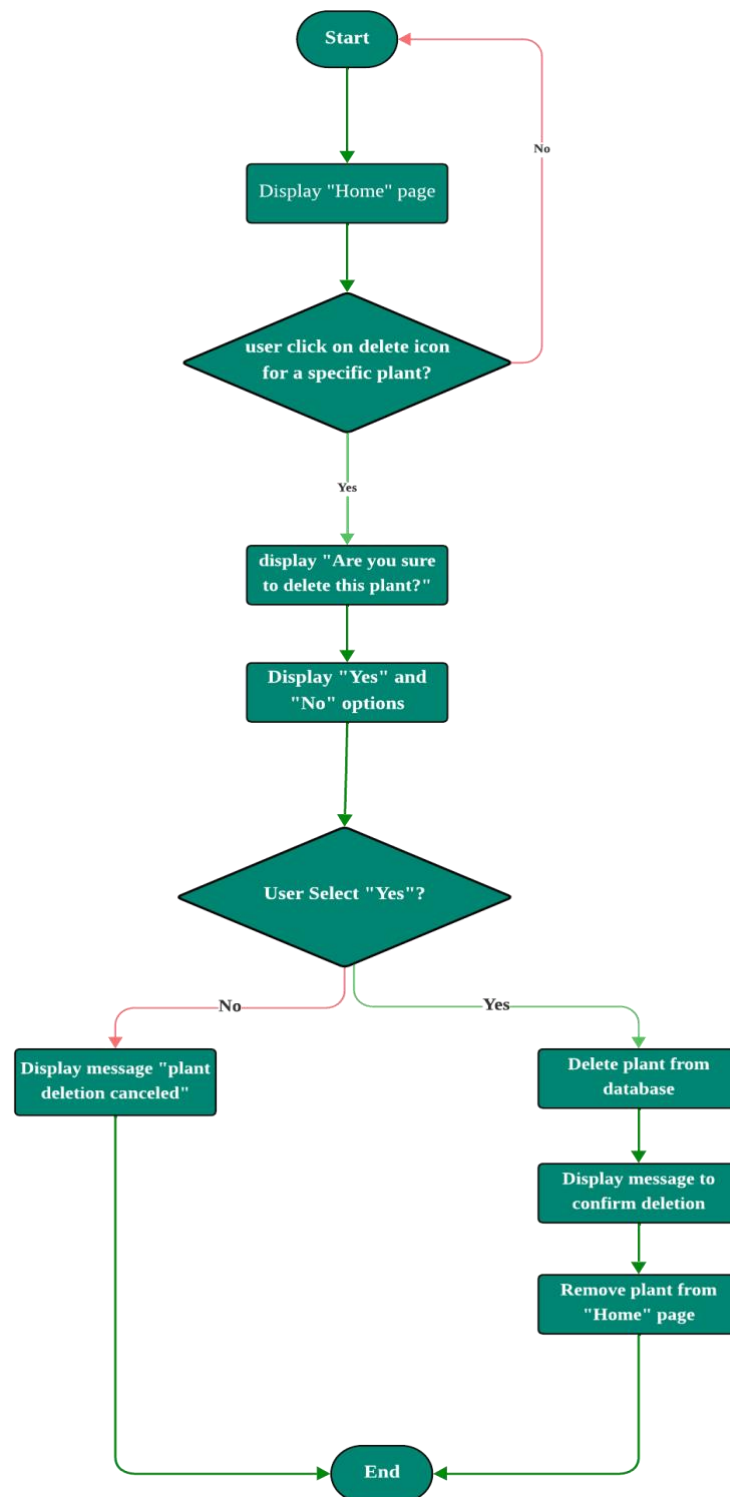 Start
No
Display "Home" page
user click on delete icon
for a specific plant?
Yes
display "Are you sure
to delete this plant?"
Display "Yes" and
"No" options
User Select "Yes"?
No
Yes
Display message "plant
deletion canceled"
Delete plant from
database
Display message to
confirm deletion
Remove plant from
"Home" page
End